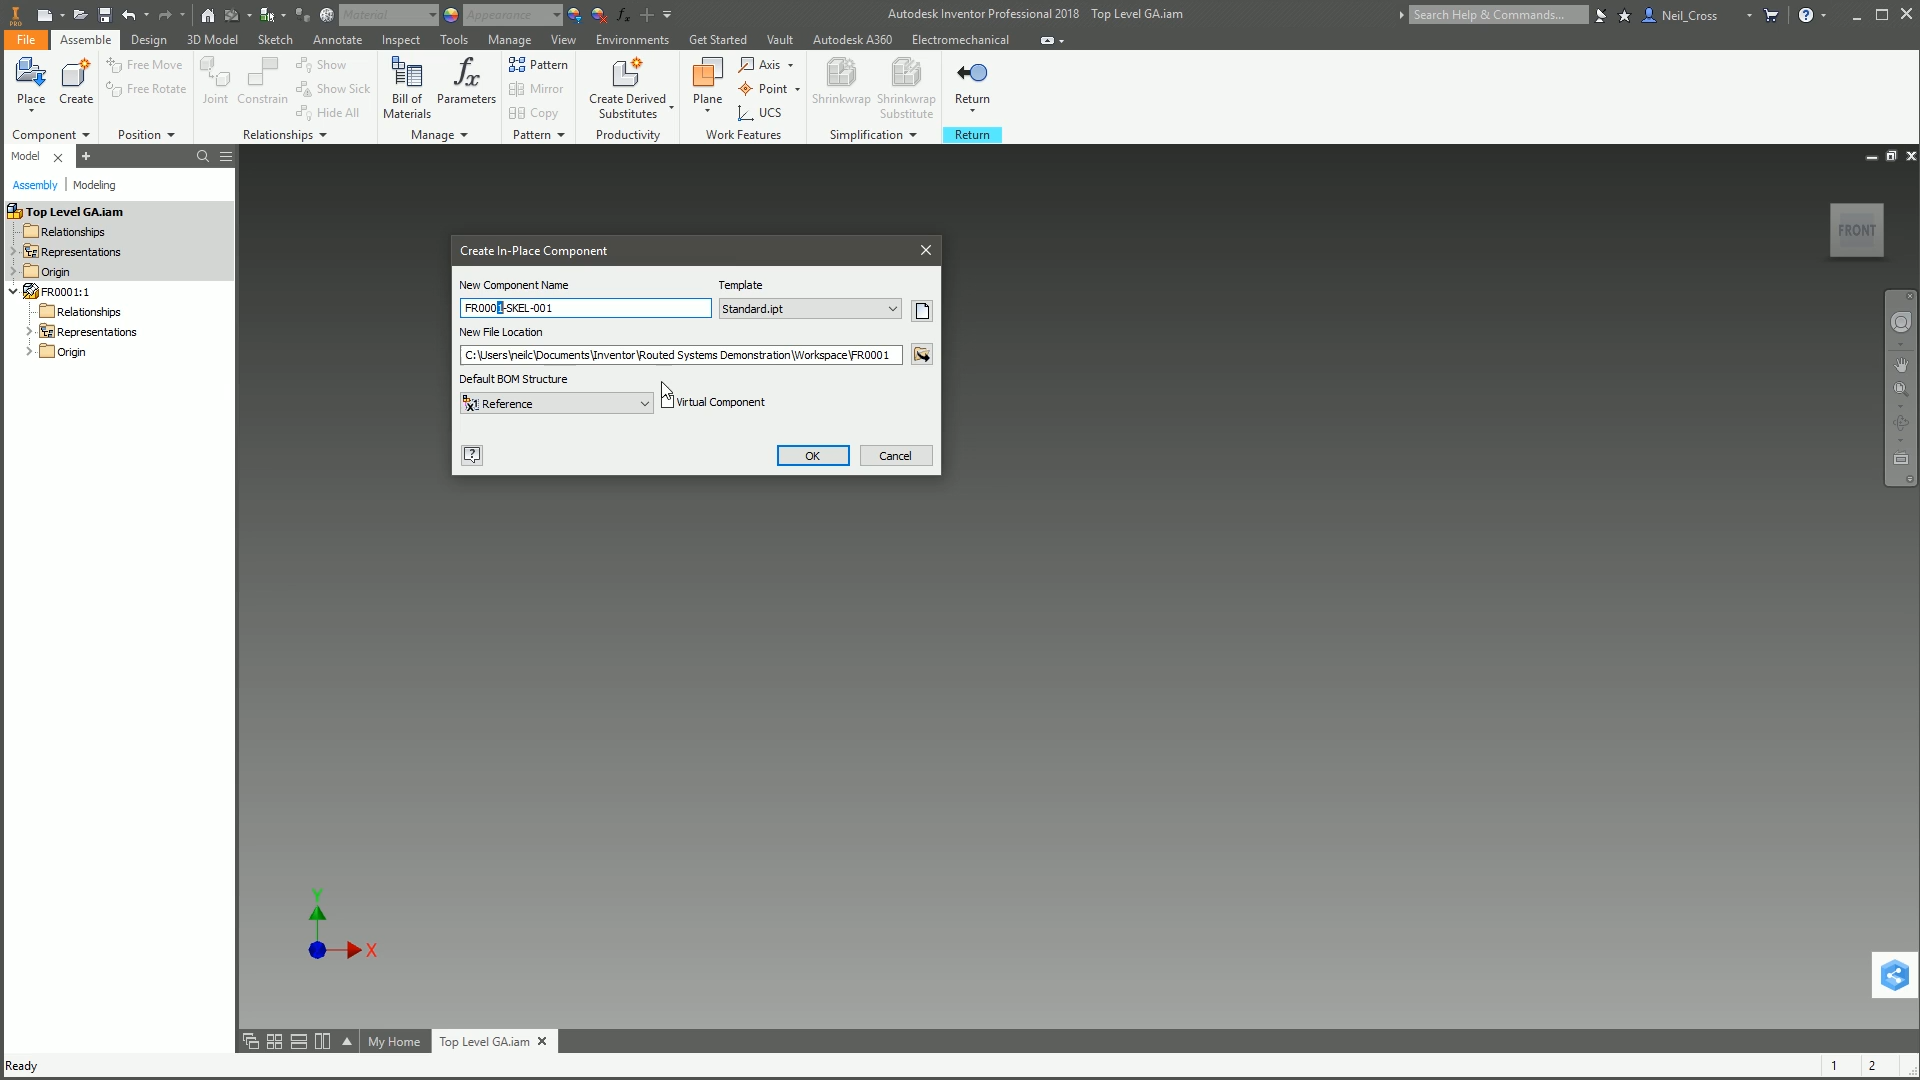 PRO
Material
Appearance
fx
Autodesk Inventor Professional 2018 Top Level GA.iam
Search Help & Commands...
Neil_Cross
File
Assemble
Design
3D Model
Sketch
Annotate
Inspect
Tools
Manage
View
Environments
Get Started
Vault
Autodesk A360
Electromechanical
Place
Create
Free Move
Free Rotate
Joint
Constrain
Show
Show Sick
Hide All
Bill of
Materials
fx
Parameters
Pattern
Mirror
Copy
Create Derived
Substitutes
Plane
Axis
Point
UCS
Shrinkwrap
Shrinkwrap
Substitute
Return
Component
Position
Relationships
Manage
Pattern
Productivity
Work Features
Simplification
Return
Model
Assembly | Modeling
Top Level GA.iam
Relationships
Representations
Origin
FR0001:1
Relationships
Representations
Origin
Create In-Place Component
New Component Name
Template
FR0001-SKEL-001
Standard.ipt
New File Location
C:\Users\neilc\Documents\Inventor\Routed Systems Demonstration\Workspace\FR0001
Default BOM Structure
Reference
Virtual Component
OK
Cancel
FRONT
Y
X
My Home
Top Level GA.iam
Ready
1
2